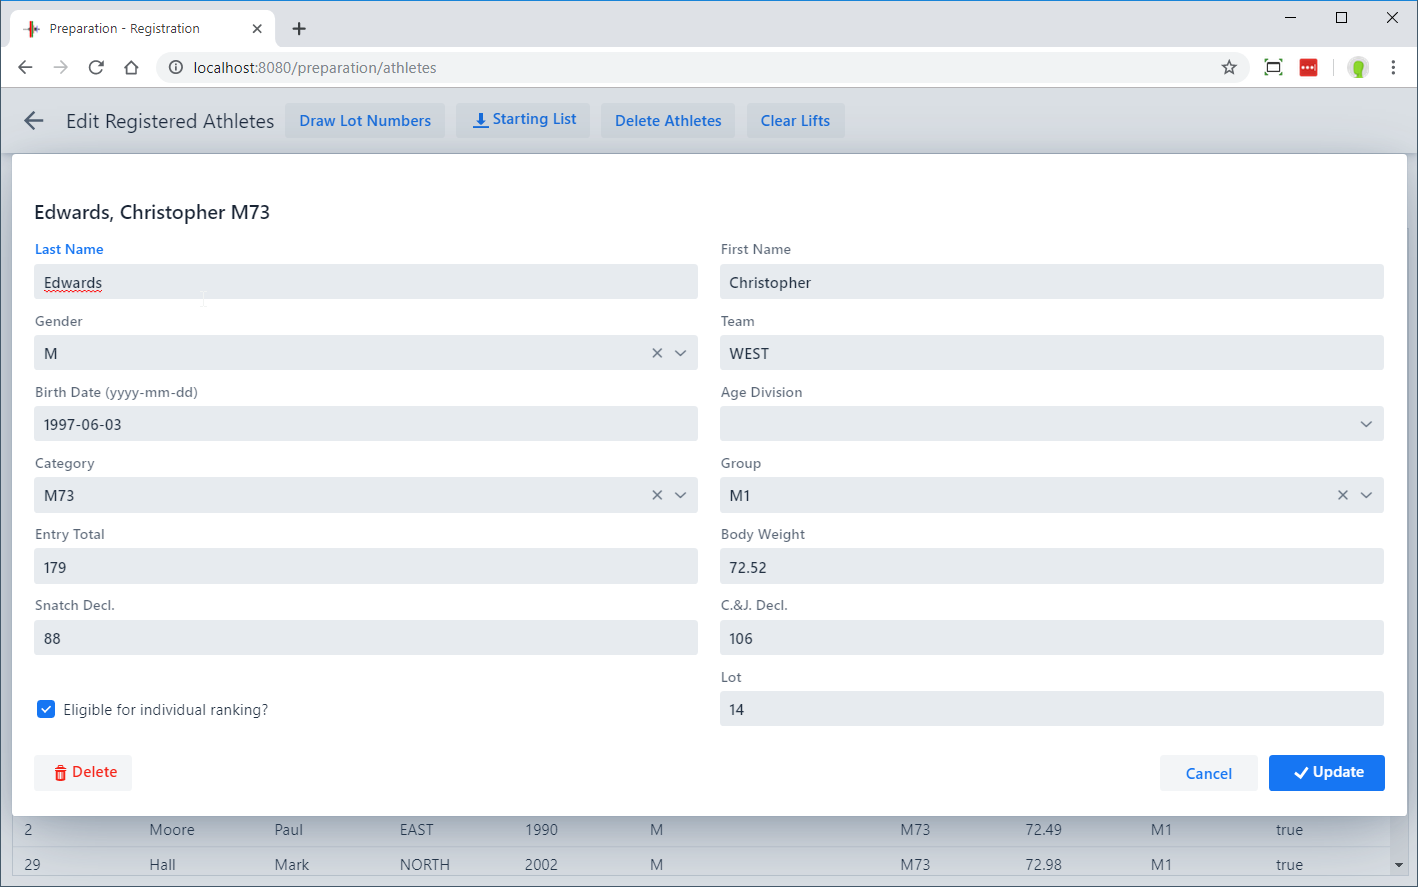 Preparation - Registration
localhost:8080/preparation/athletes
Edit Registered Athletes Draw Lot Numbers Starting List Delete Athletes Clear Lifts
Edwards, Christopher M73
Last Name First Name
Edwards Christopher
Gender Team
M WEST
Birth Date (yyyy-mm-dd) Age Division
1997-06-03
Category Group
M73 M1
Entry Total Body Weight
179 72.52
Snatch Decl. C.&J. Decl.
88 106
Lot
Eligible for individual ranking? 14
Delete Cancel Update
2 Moore Paul EAST 1990 M M73 72.49 M1 true
29 Hall Mark NORTH 2002 M M73 72.98 M1 true